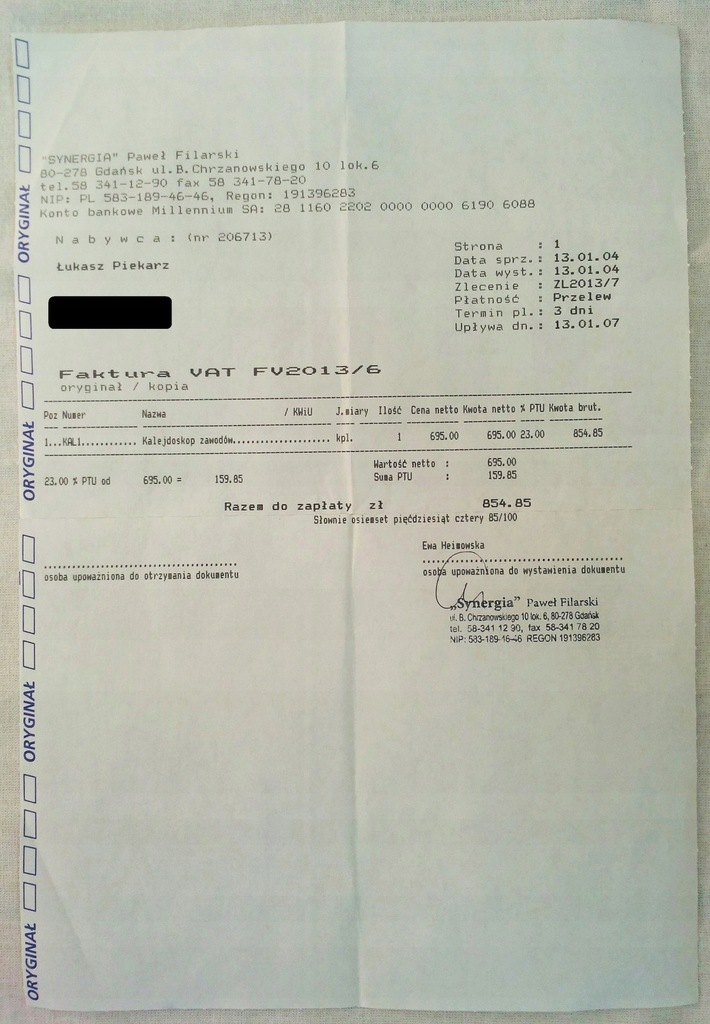 "SYNERGIA" Paweł Filarski
80-278 Gdańsk ul.B.Chrzanowskiego 10 lok.6
tel.58 341-12-90 fax 58 341-78-20
NIP: PL 583-189-46-46, Regon: 191396283
Konto bankowe Millennium SA: 28 1160 2202 0000 0000 6190 6088
N a b y w c a : (nr 206713)
Łukasz Piekarz
Strona : 1
Data sprz.: 13.01.04
Data wyst.: 13.01.04
Zlecenie : ZL2013/7
Płatność : Przelew
Termin pl.: 3 dni
Upływa dn.: 13.01.07
Faktura VAT FV2013/6
oryginał / kopia
Poz Numer Nazwa / KWiU J.miary Ilość Cena netto Kwota netto % PTU Kwota brut.
1...KAL1............ Kalejdoskop zawodów....................... kpl. 1 695.00 695.00 23.00 854.85
Wartość netto : 695.00
23.00 % PTU od 695.00 = 159.85 Suma PTU : 159.85
Razem do zapłaty zł 854.85
Słownie osiemset pięćdziesiąt cztery 85/100
Ewa Heimowska
osoba upoważniona do otrzymania dokumentu
osoba upoważniona do wystawienia dokumentu
„Synergia” Paweł Filarski
ul. B. Chrzanowskiego 10 lok. 6, 80-278 Gdańsk
tel. 58-341 12 90, fax 58-341 78 20
NIP: 583-189-46-46 REGON 191396283
ORYGINAŁ
ORYGINAŁ
ORYGINAŁ
ORYGINAŁ